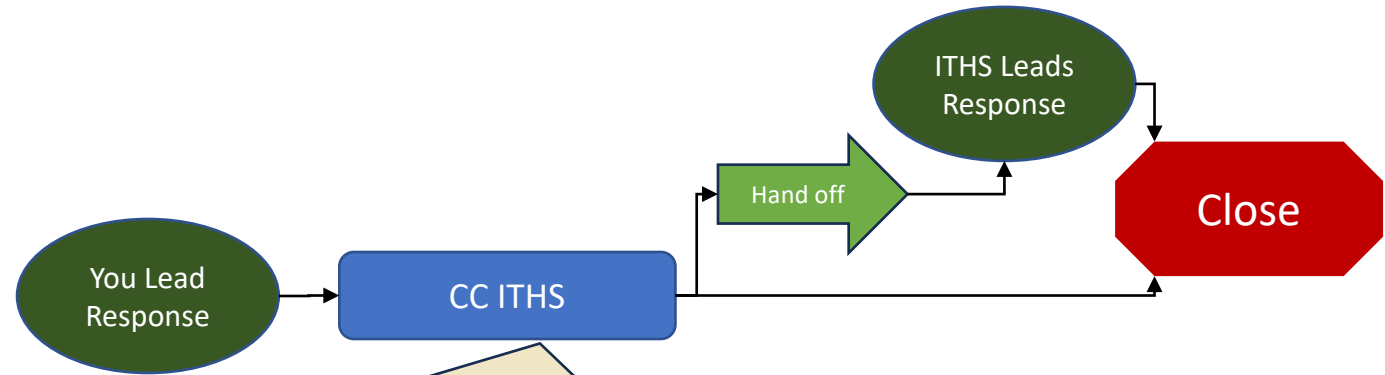 ITHS Leads
Response
Hand off
Close
You Lead
Response
CC ITHS